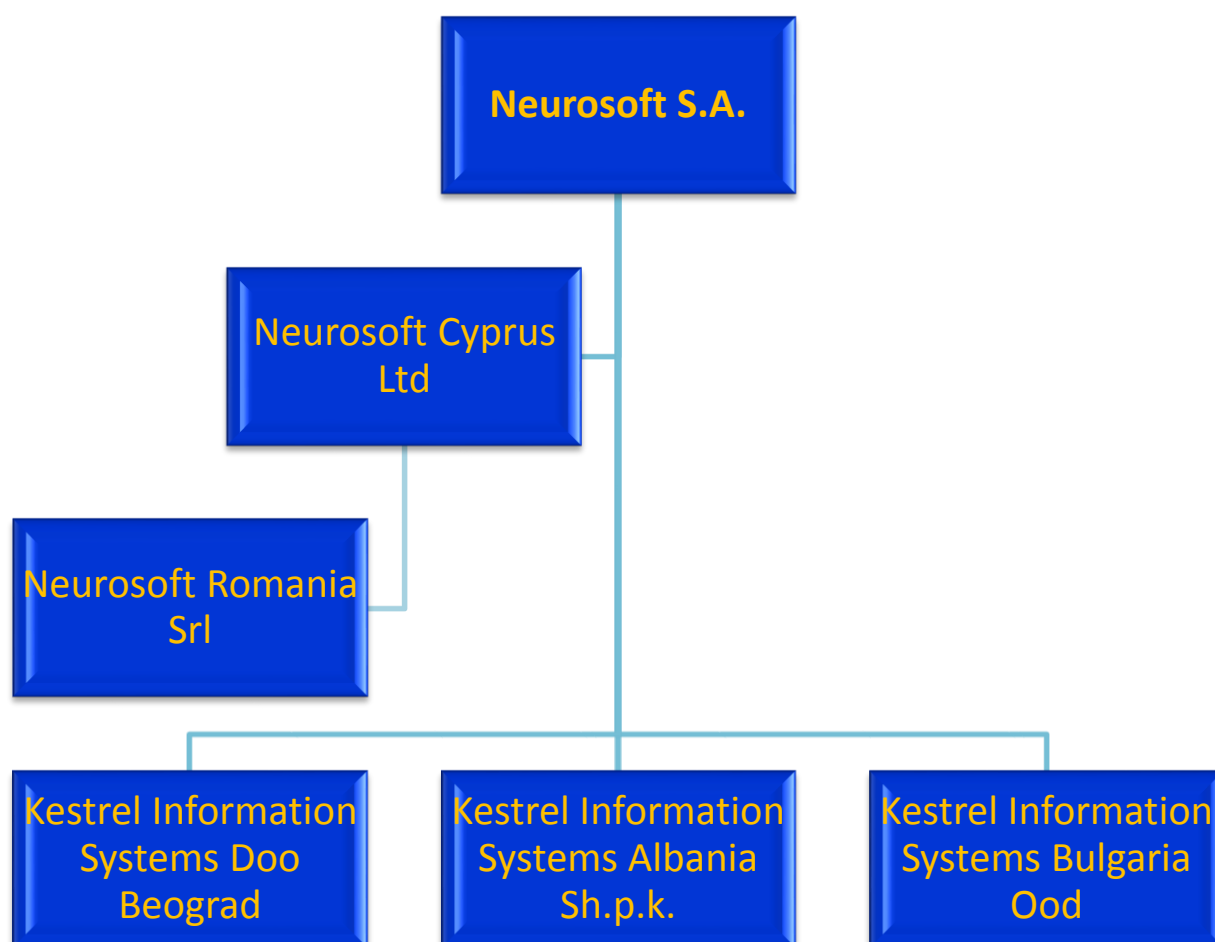 Neurosoft S.A.
Neurosoft Cyprus
Ltd
Neurosoft Romania
Srl
Kestrel Information
Systems Doo
Beograd
Kestrel Information
Systems Albania
Sh.p.k.
Kestrel Information
Systems Bulgaria
Ood